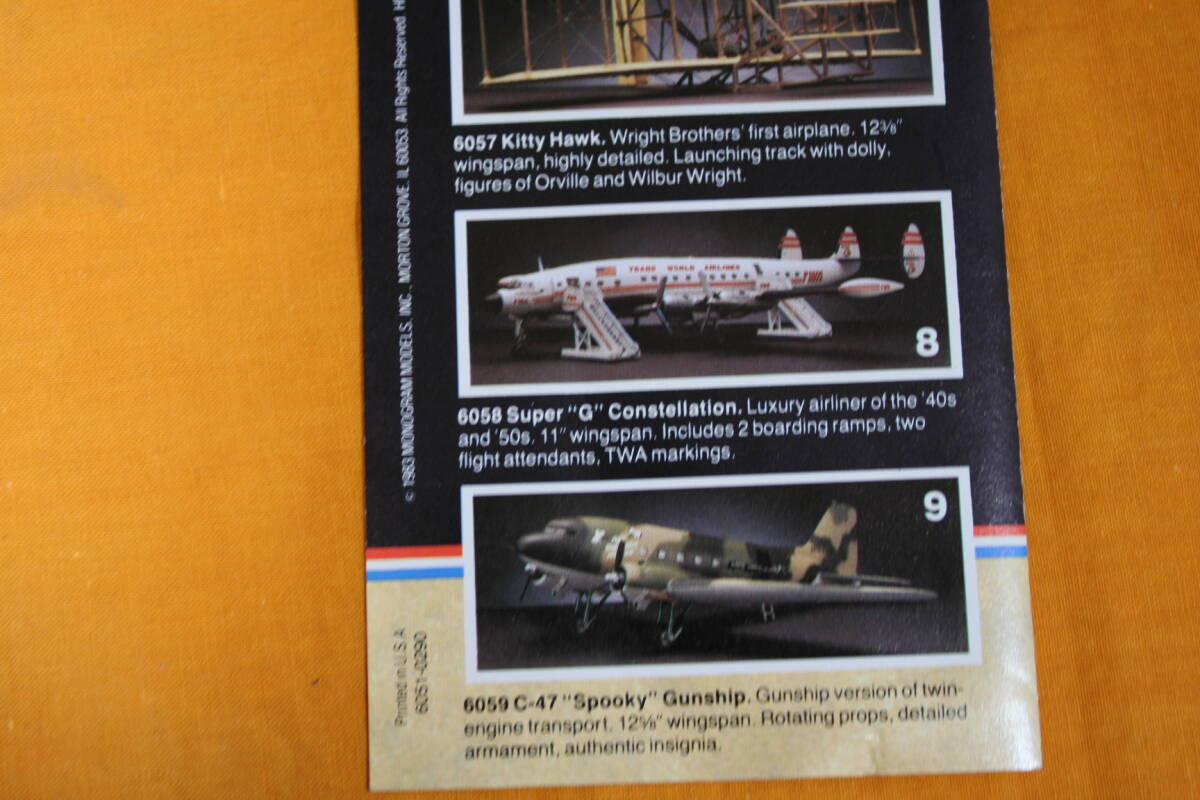 6057 Kitty Hawk. Wright Brothers' first airplane. 12⅜"
wingspan, highly detailed. Launching track with dolly,
figures of Orville and Wilbur Wright.
TRANS WORLD AIRLINES
8
6058 Super "G" Constellation. Luxury airliner of the '40s
and '50s. 11" wingspan. Includes 2 boarding ramps, two
flight attendants, TWA markings.
9
6059 C-47 "Spooky" Gunship. Gunship version of twin-
engine transport. 12⅝" wingspan. Rotating props, detailed
armament, authentic insignia.
© 1983 MONOGRAM MODELS, INC., MORTON GROVE, IL 60053 All Rights Reserved
Printed in U.S.A
6051-0290